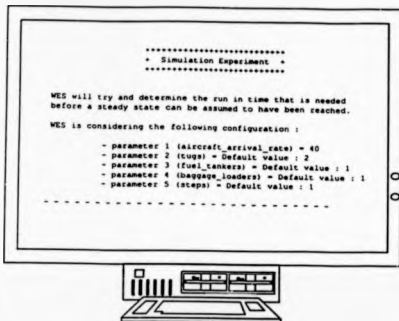 ***************************
* Simulation Experiment *
***************************
WES will try and determine the run in time that is needed
before a steady state can be assumed to have been reached.
WES is considering the following configuration :
- parameter 1 (aircraft_arrival_rate) = 40
- parameter 2 (tugs) = Default value : 2
- parameter 3 (fuel_tankers) = Default value : 1
- parameter 4 (baggage_loaders) = Default value : 1
- parameter 5 (steps) = Default value : 1
- - - - - - - - - - - - - - - - - - - - - - - - - - - -